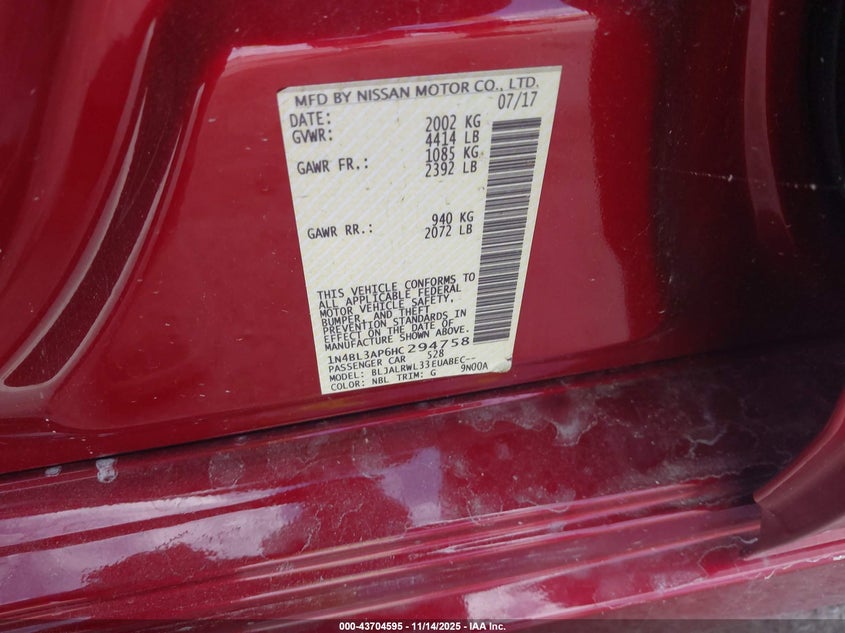 MFD BY NISSAN MOTOR CO., LTD.
DATE: 07/17
GVWR: 2002 KG
4414 LB
GAWR FR.: 1085 KG
2392 LB
GAWR RR.: 940 KG
2072 LB
THIS VEHICLE CONFORMS TO
ALL APPLICABLE FEDERAL
MOTOR VEHICLE SAFETY,
BUMPER, AND THEFT
PREVENTION STANDARDS IN
EFFECT ON THE DATE OF
MANUFACTURE SHOWN ABOVE.
1N4BL3AP6HC294758
PASSENGER CAR 528
MODEL: BLJALRWL33EUABEC--
COLOR: NBL TRIM: G 9N00A
000-43704595 - 11/14/2025 - IAA Inc.